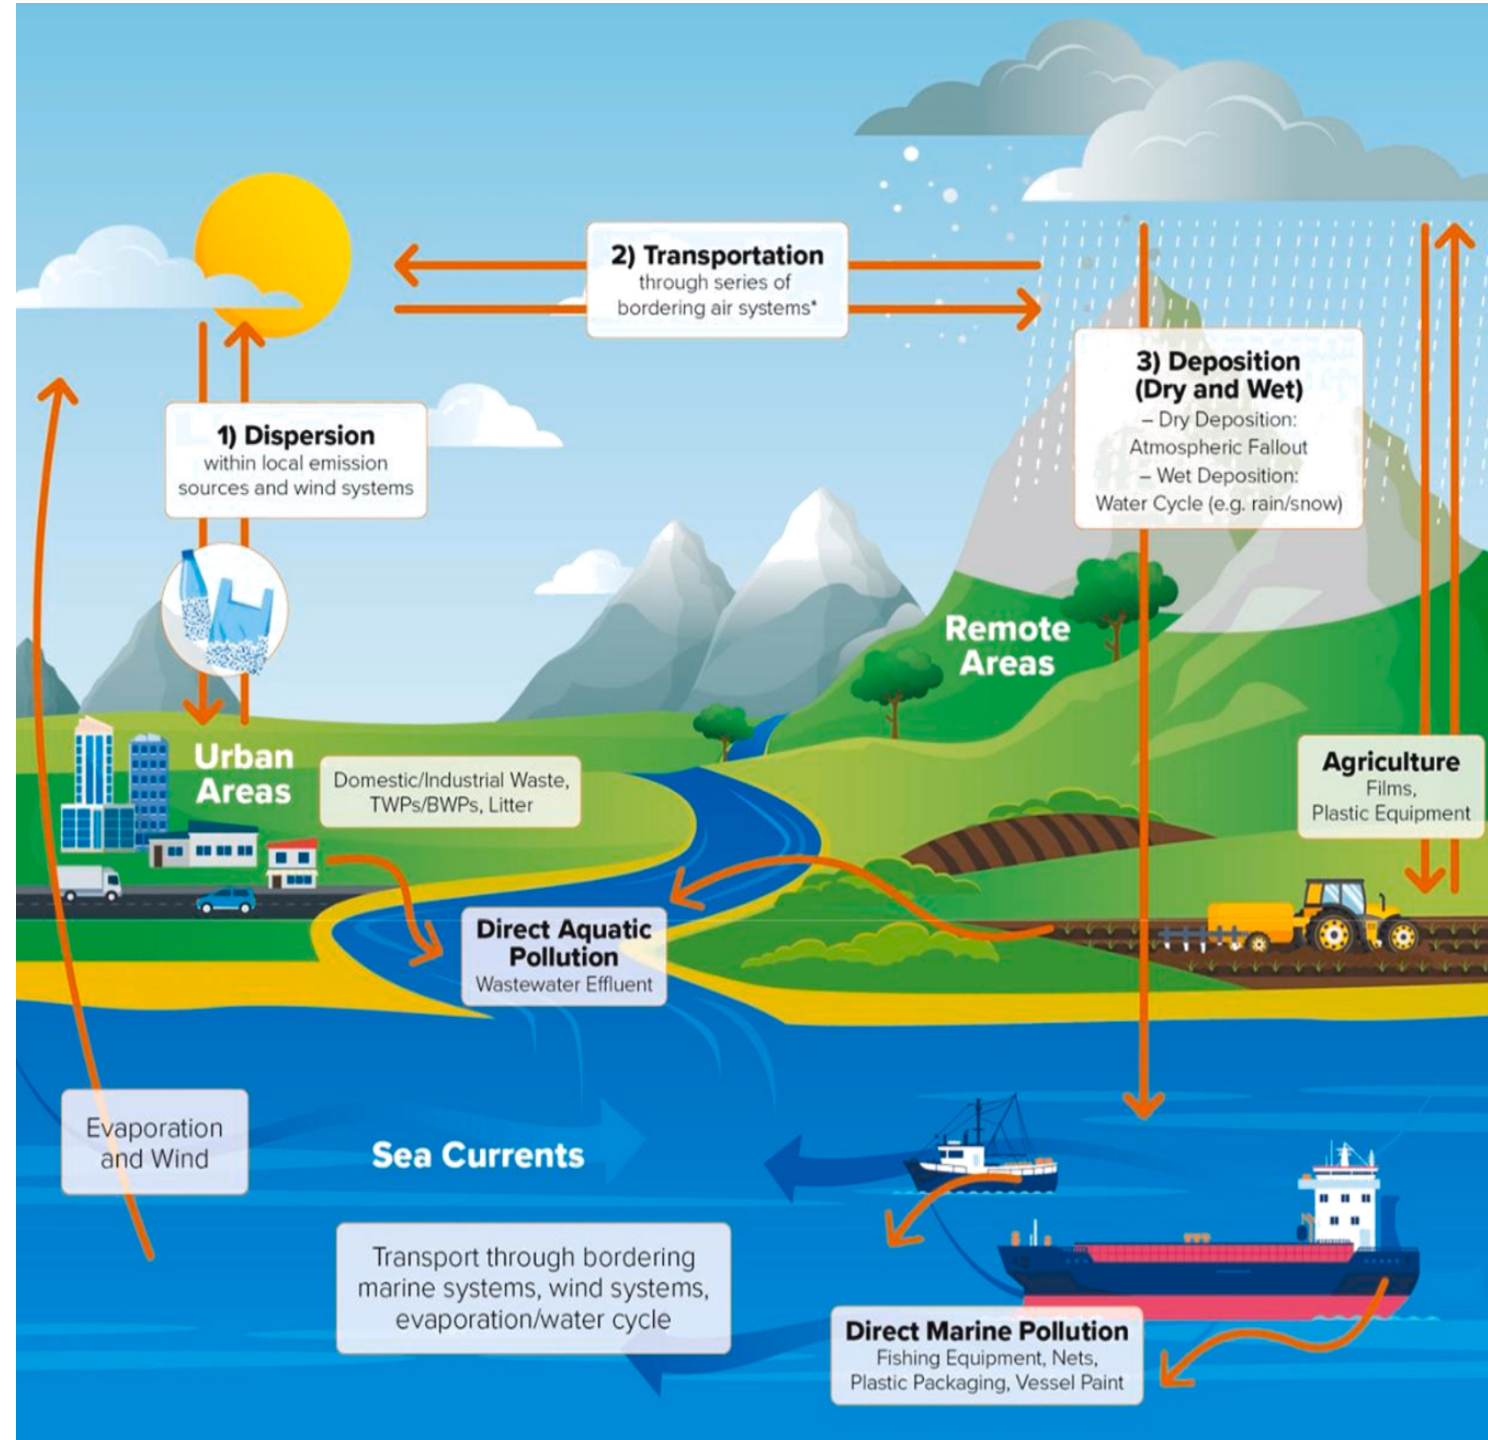 2) Transportation
through series of
bordering air systems*
3) Deposition
(Dry and Wet)
– Dry Deposition:
Atmospheric Fallout
– Wet Deposition:
Water Cycle (e.g. rain/snow)
1) Dispersion
within local emission
sources and wind systems
Remote
Areas
Urban
Areas
Domestic/Industrial Waste,
TWPs/BWPs, Litter
Agriculture
Films,
Plastic Equipment
Direct Aquatic
Pollution
Wastewater Effluent
Evaporation
and Wind
Sea Currents
Transport through bordering
marine systems, wind systems,
evaporation/water cycle
Direct Marine Pollution
Fishing Equipment, Nets,
Plastic Packaging, Vessel Paint